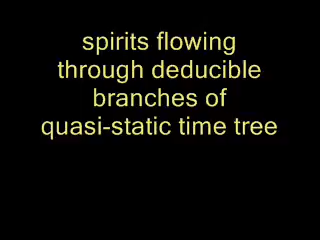 spirits flowing
through deducible
branches of
quasi-static time tree